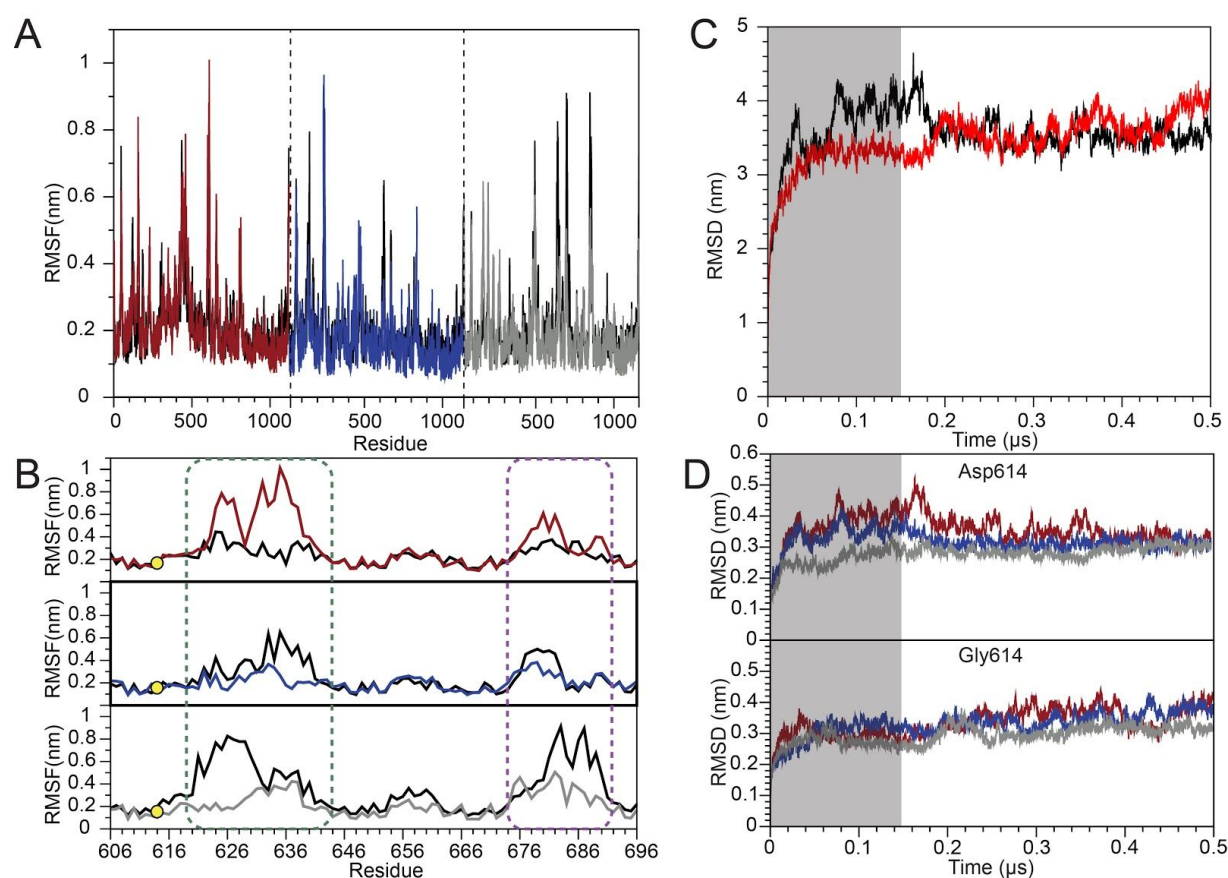 A
RMSF(nm)
1
0.8
0.6
0.4
0.2
0
0 500 1000 500 1000 500 1000
Residue
C
RMSD (nm)
5
4
3
2
1
0
0 0.1 0.2 0.3 0.4 0.5
Time (µs)
B
RMSF(nm)
1
0.8
0.6
0.4
0.2
RMSF(nm)
1
0.8
0.6
0.4
0.2
RMSF(nm)
1
0.8
0.6
0.4
0.2
0
606 616 626 636 646 656 666 676 686 696
Residue
D
Asp614
RMSD (nm)
0.6
0.5
0.4
0.3
0.2
0.1
0
Gly614
RMSD (nm)
0.5
0.4
0.3
0.2
0.1
0
0 0.1 0.2 0.3 0.4 0.5
Time (µs)